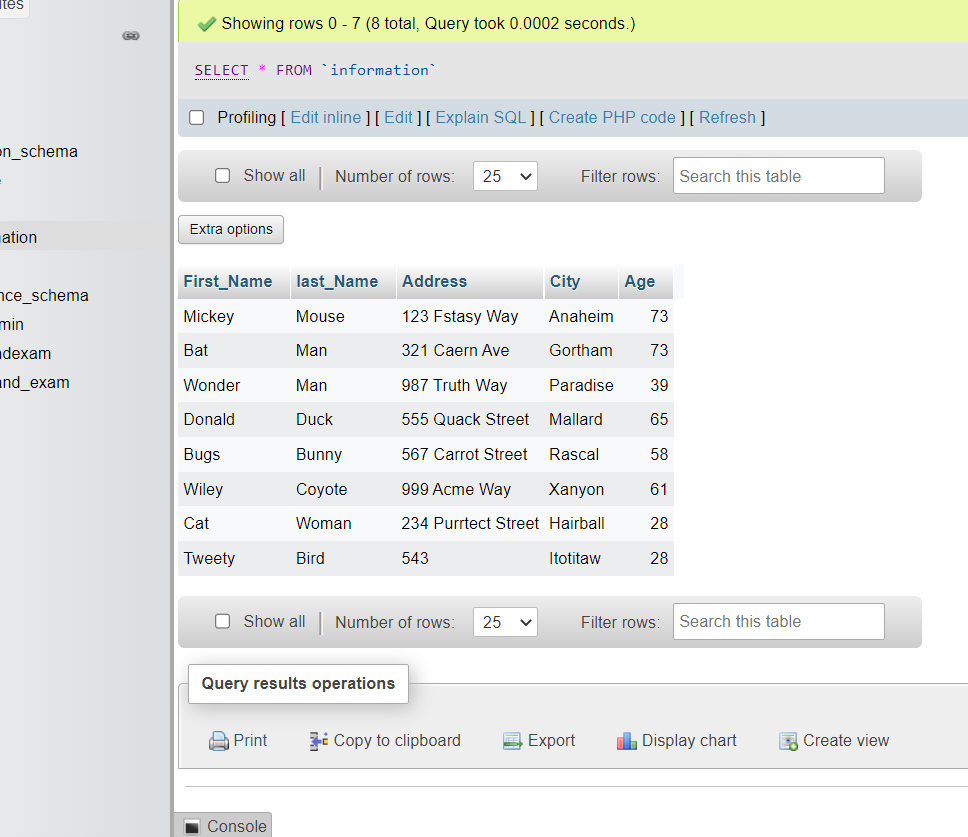 Showing rows 0 - 7 (8 total, Query took 0.0002 seconds.)
SELECT * FROM `information`
Profiling [ Edit inline ] [ Edit ] [ Explain SQL ] [ Create PHP code ] [ Refresh ]
on_schema
Show all Number of rows: 25 Filter rows: Search this table
Extra options
ation
First_Name last_Name Address City Age
nce_schema
Mickey Mouse 123 Fstasy Way Anaheim 73
min
Bat Man 321 Caern Ave Gortham 73
ndexam
Wonder Man 987 Truth Way Paradise 39
and_exam
Donald Duck 555 Quack Street Mallard 65
Bugs Bunny 567 Carrot Street Rascal 58
Wiley Coyote 999 Acme Way Xanyon 61
Cat Woman 234 Purrtect Street Hairball 28
Tweety Bird 543 Itotitaw 28
Show all Number of rows: 25 Filter rows: Search this table
Query results operations
Print Copy to clipboard Export Display chart Create view
Console